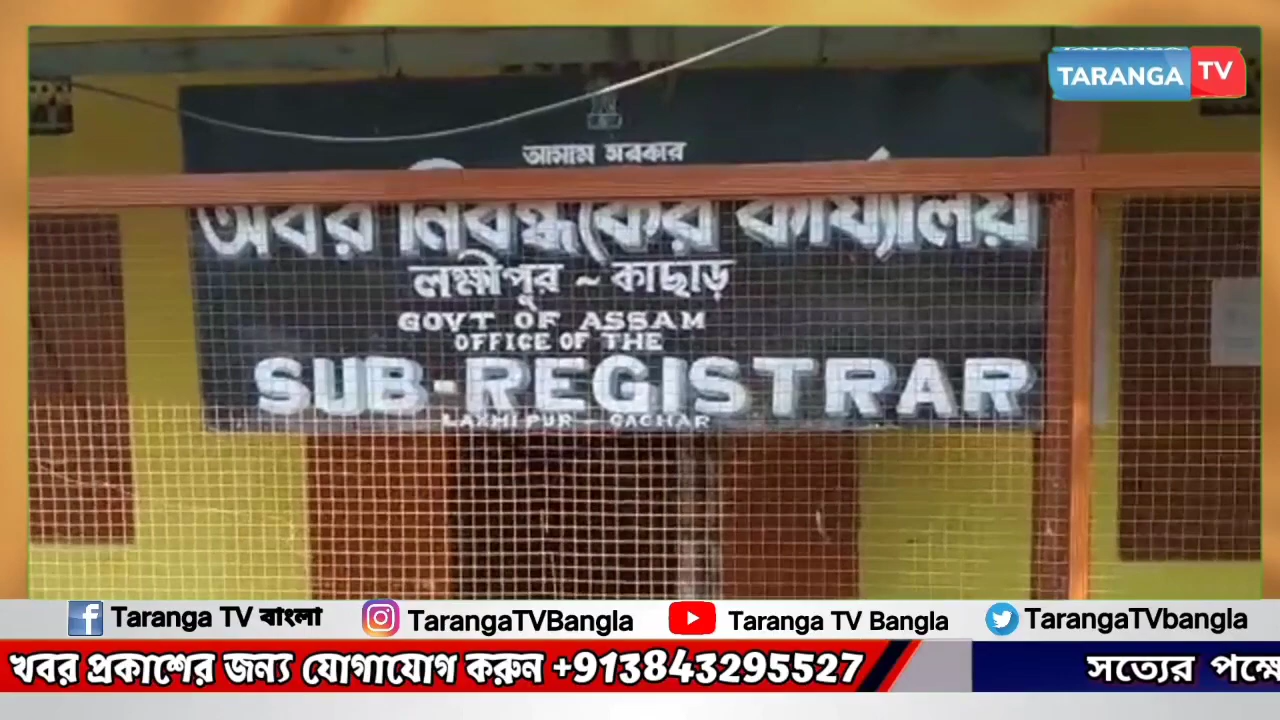 TARANGA TV
আসাম সরকার
অবর নিবন্ধকের কার্য্যালয়
লক্ষীপুর ~ কাছাড়
GOVT OF ASSAM
OFFICE OF THE
SUB-REGISTRAR
LAXMIPUR - CACHAR
Taranga TV বাংলা TarangaTVBangla Taranga TV Bangla TarangaTVbangla
খবর প্রকাশের জন্য যোগাযোগ করুন +913843295527 সত্যের পক্ষে